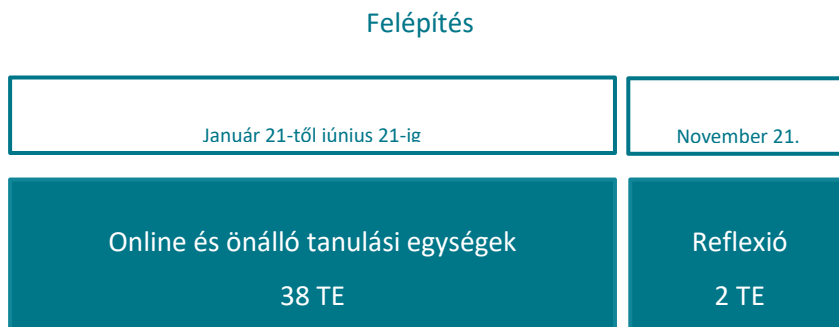 Felépítés
Január 21-től június 21-ig
November 21.
Online és önálló tanulási egységek
Reflexió
38 TE
2 TE